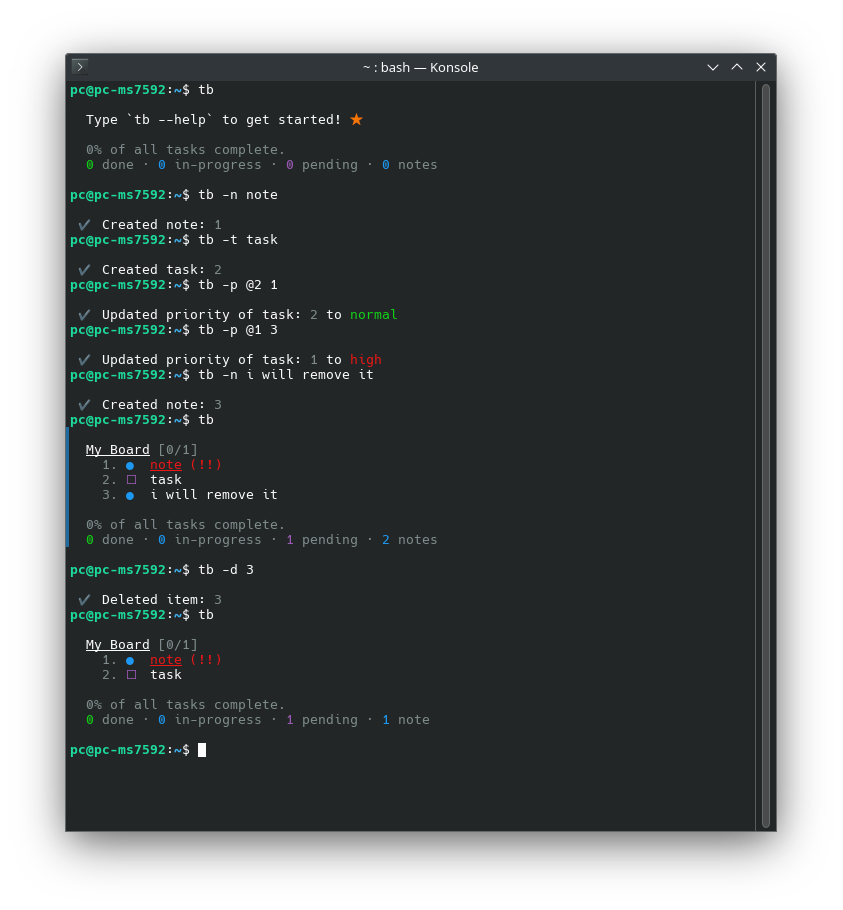 ~ : bash — Konsole
pc@pc-ms7592:~$ tb
Type `tb --help` to get started! ★
0% of all tasks complete.
0 done · 0 in-progress · 0 pending · 0 notes
pc@pc-ms7592:~$ tb -n note
✔ Created note: 1
pc@pc-ms7592:~$ tb -t task
✔ Created task: 2
pc@pc-ms7592:~$ tb -p @2 1
✔ Updated priority of task: 2 to normal
pc@pc-ms7592:~$ tb -p @1 3
✔ Updated priority of task: 1 to high
pc@pc-ms7592:~$ tb -n i will remove it
✔ Created note: 3
pc@pc-ms7592:~$ tb
My Board [0/1]
1. ● note (!!)
2. ☐ task
3. ● i will remove it
0% of all tasks complete.
0 done · 0 in-progress · 1 pending · 2 notes
pc@pc-ms7592:~$ tb -d 3
✔ Deleted item: 3
pc@pc-ms7592:~$ tb
My Board [0/1]
1. ● note (!!)
2. ☐ task
0% of all tasks complete.
0 done · 0 in-progress · 1 pending · 1 note
pc@pc-ms7592:~$